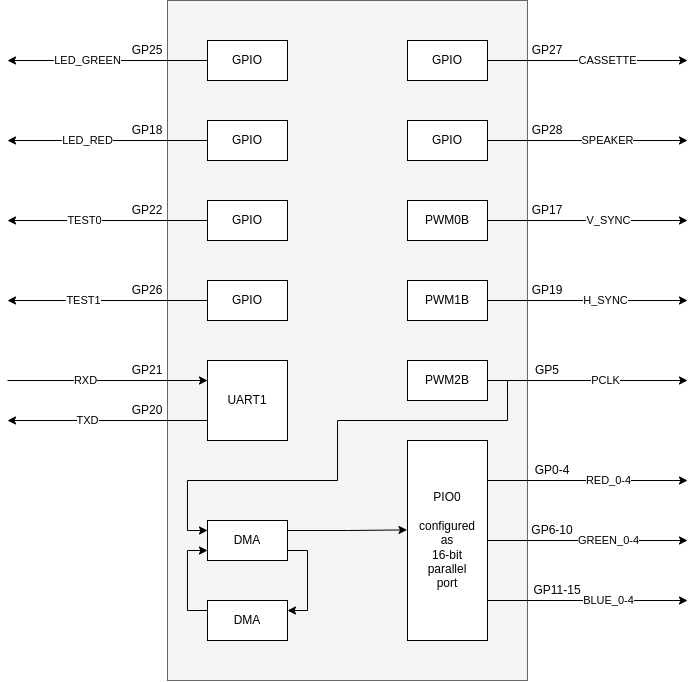 GP25
LED_GREEN
GPIO
GPIO
GP27
CASSETTE
GP18
LED_RED
GPIO
GPIO
GP28
SPEAKER
GP22
TEST0
GPIO
PWM0B
GP17
V_SYNC
GP26
TEST1
GPIO
PWM1B
GP19
H_SYNC
GP21
RXD
GP20
TXD
UART1
PWM2B
GP5
PCLK
PIO0
configured
as
16-bit
parallel
port
GP0-4
RED_0-4
GP6-10
GREEN_0-4
GP11-15
BLUE_0-4
DMA
DMA